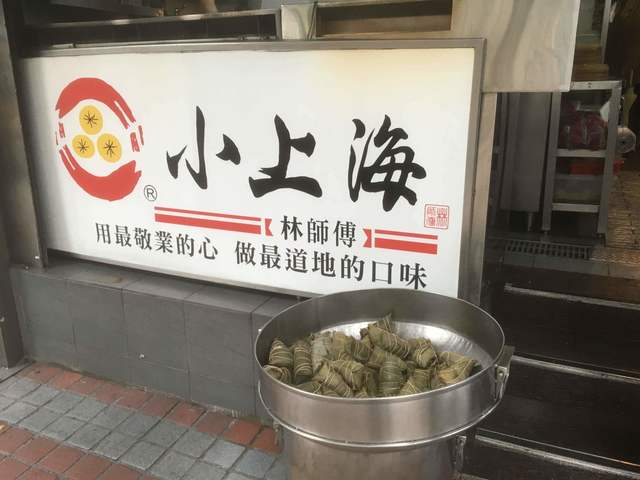 小上海
®
林師傅
用最敬業的心 做最道地的口味